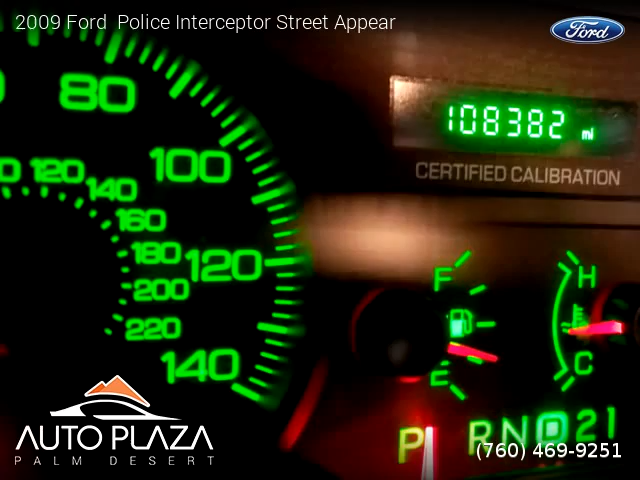 2009 Ford  Police Interceptor Street Appear
Ford
80
100
120
140
120
140
160
180
200
220
108382 mi
CERTIFIED CALIBRATION
F
E
H
C
P R N D 2 1
AUTO PLAZA
PALM DESERT
(760) 469-9251